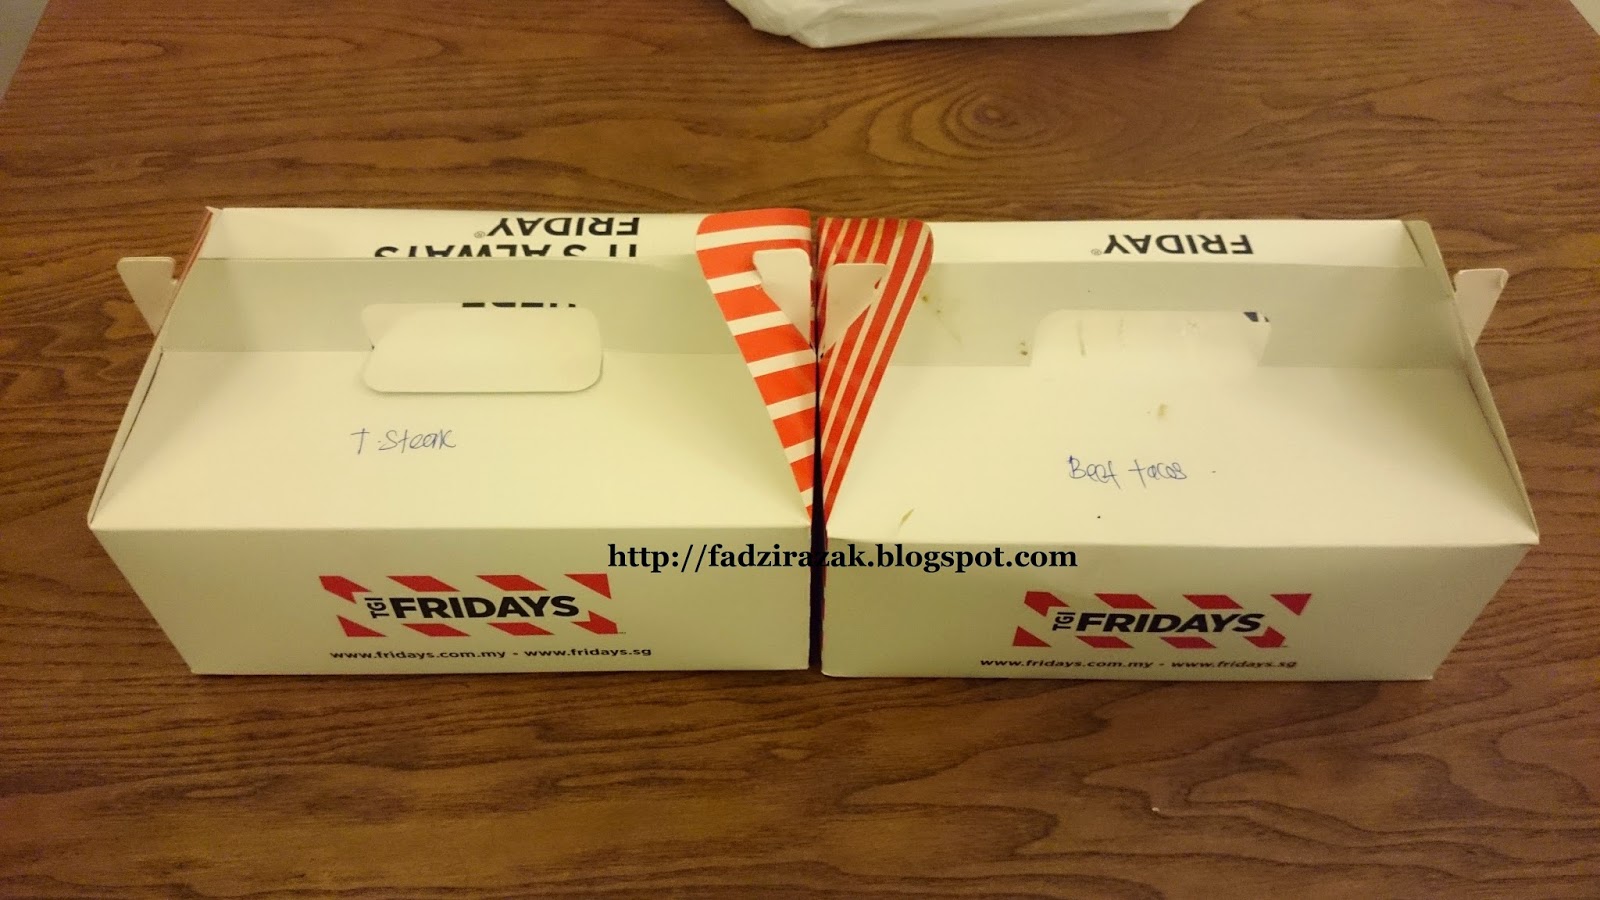 FRIDAY®
IT'S ALWAYS
HERE
FRIDAY®
T. Steak
Beef tacos
http://fadzirazak.blogspot.com
TGI FRIDAYS
www.fridays.com.my - www.fridays.sg
TGI FRIDAYS
www.fridays.com.my - www.fridays.sg